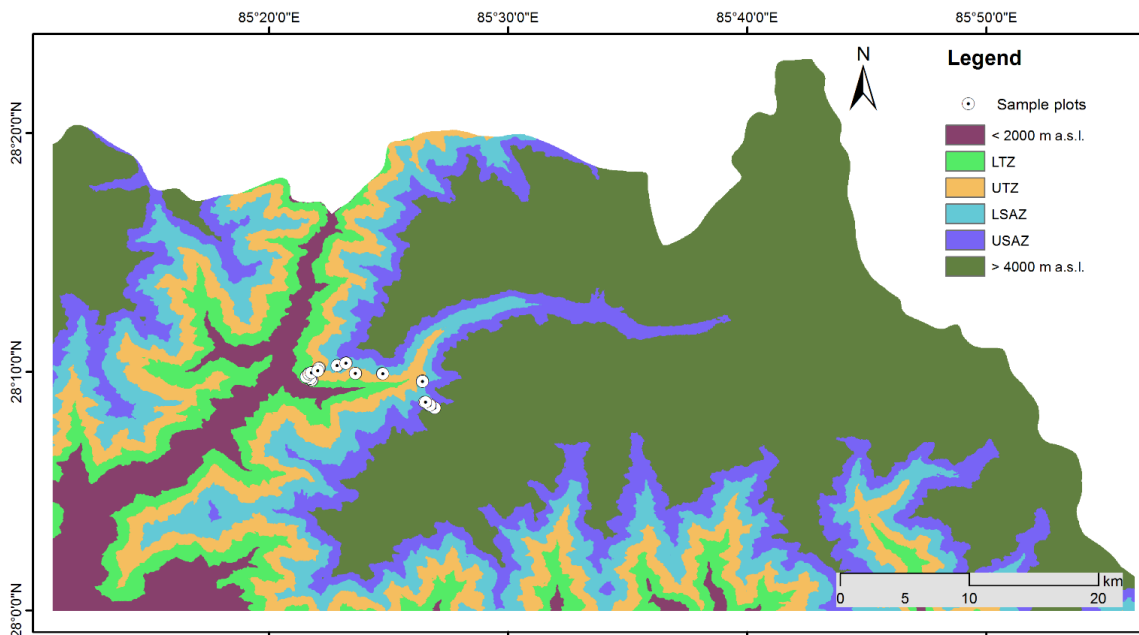 85°20'0"E 85°30'0"E 85°40'0"E 85°50'0"E
N
Legend
Sample plots
< 2000 m a.s.l.
LTZ
UTZ
LSAZ
USAZ
> 4000 m a.s.l.
28°20'0"N
28°10'0"N
28°0'0"N
km
0 5 10 20